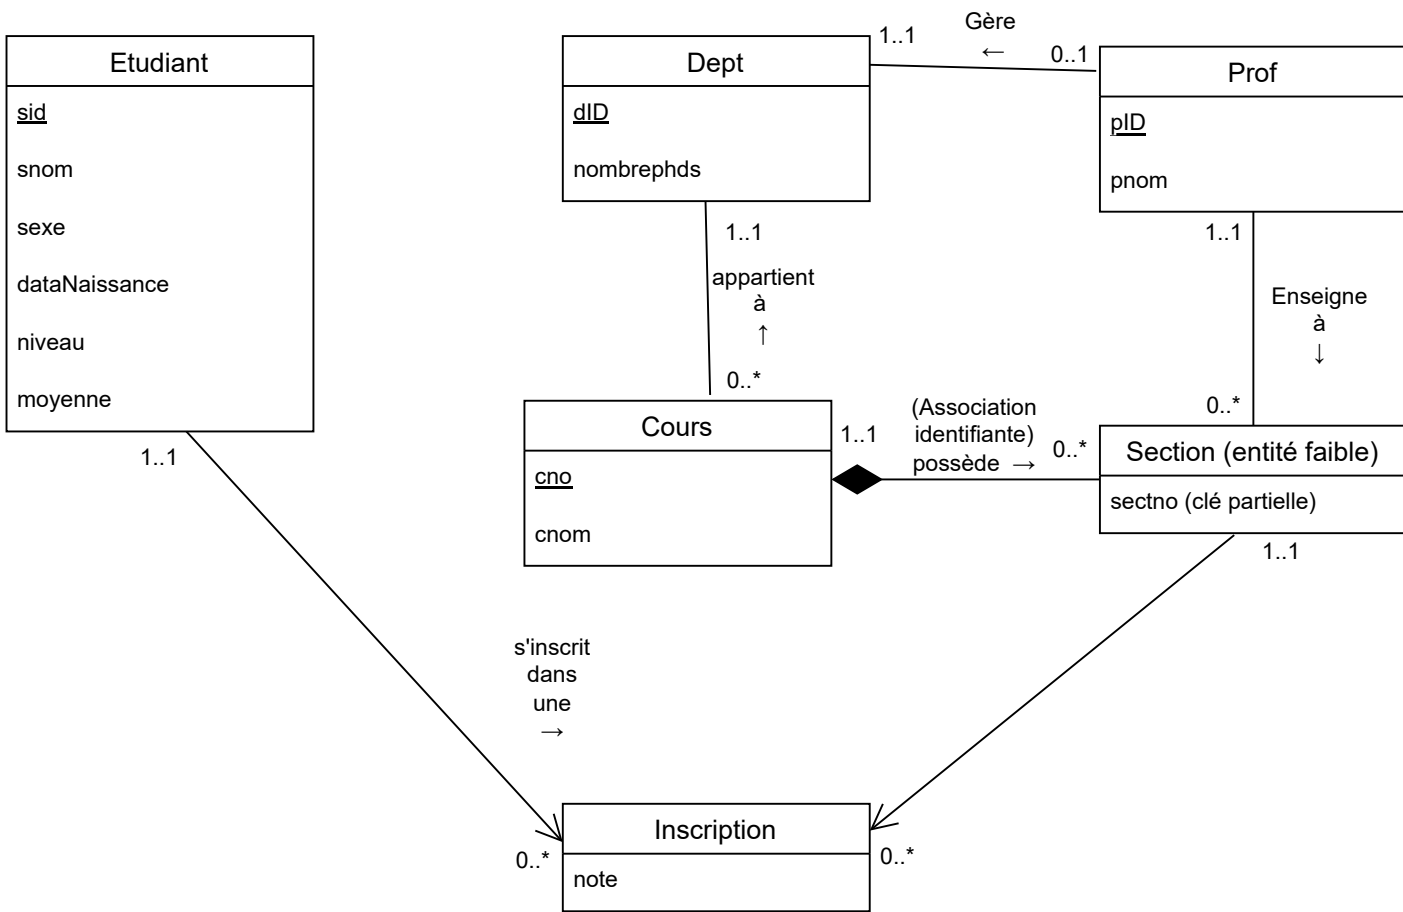 Etudiant
sid
snom
sexe
dataNaissance
niveau
moyenne
1..1
Dept
dID
nombrephds
1..1
Gère
←
0..1
Prof
pID
pnom
1..1
appartient
à
↑
0..*
1..1
Enseigne
à
↓
0..*
Cours
cno
cnom
1..1
(Association
identifiante)
possède →
0..*
Section (entité faible)
sectno (clé partielle)
1..1
s'inscrit
dans
une
→
Inscription
note
0..*
0..*